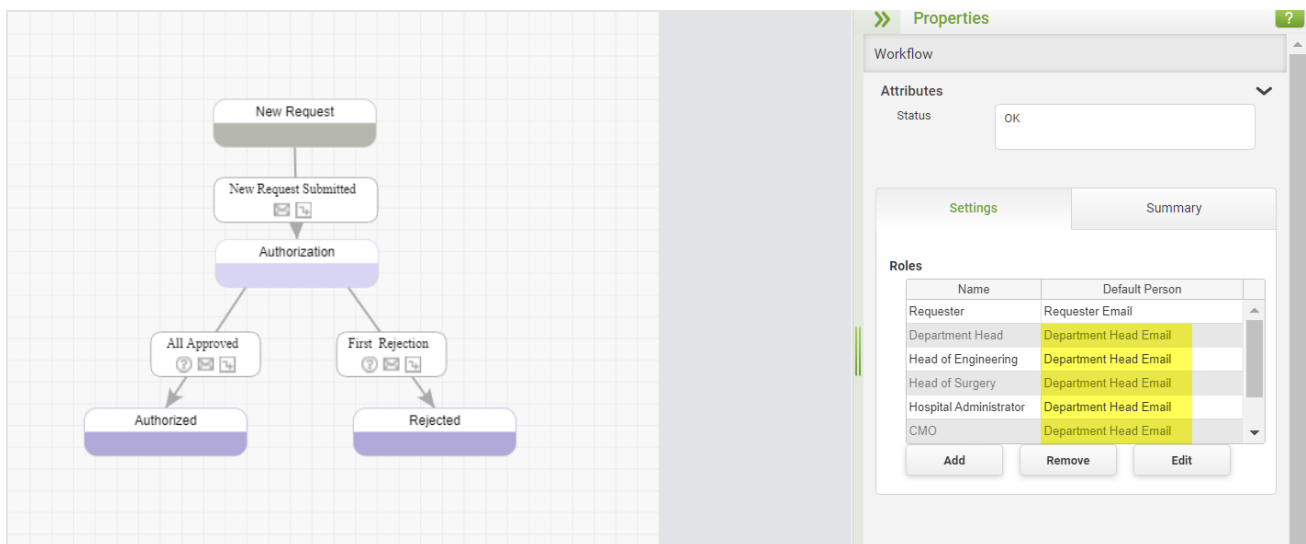 New Request
New Request Submitted
Authorization
All Approved
First Rejection
Authorized
Rejected
Properties
?
Workflow
Attributes
Status
OK
Settings
Summary
Roles
Name Default Person
Requester Requester Email
Department Head Department Head Email
Head of Engineering Department Head Email
Head of Surgery Department Head Email
Hospital Administrator Department Head Email
CMO Department Head Email
Add Remove Edit